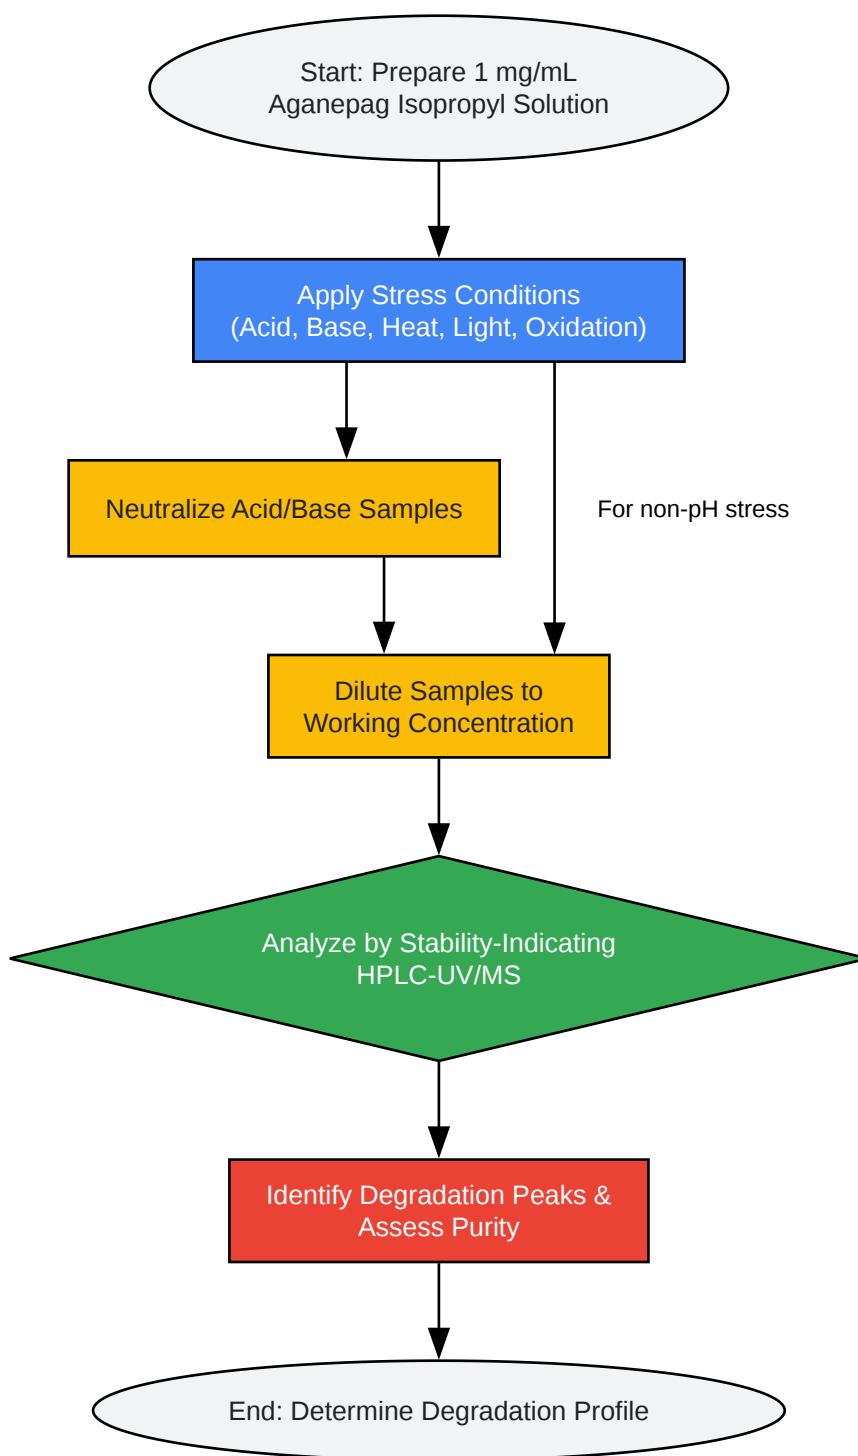 Start: Prepare 1 mg/mL
Aganepag Isopropyl Solution
Apply Stress Conditions
(Acid, Base, Heat, Light, Oxidation)
Neutralize Acid/Base Samples
For non-pH stress
Dilute Samples to
Working Concentration
Analyze by Stability-Indicating
HPLC-UV/MS
Identify Degradation Peaks &
Assess Purity
End: Determine Degradation Profile